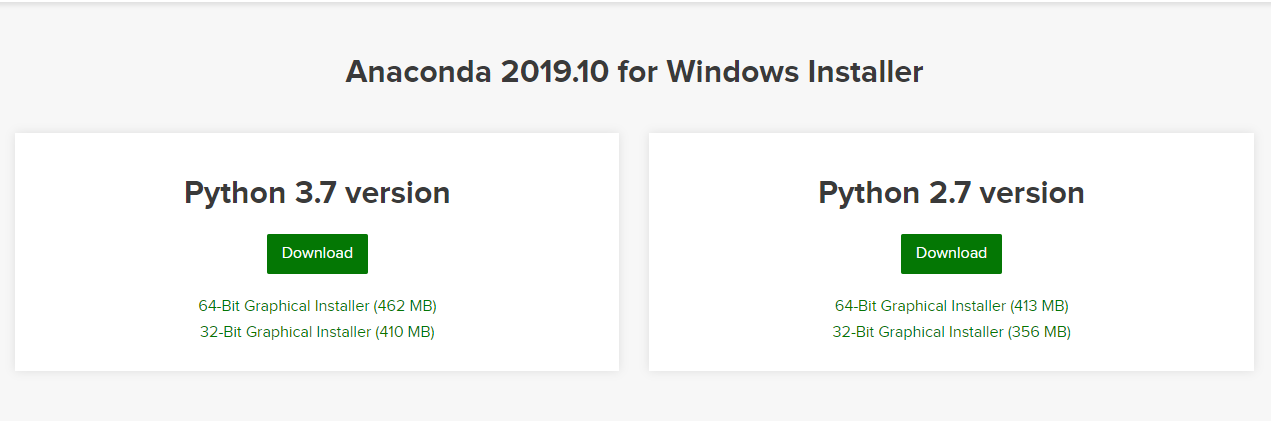 Anaconda 2019.10 for Windows Installer
Python 3.7 version
Download
64-Bit Graphical Installer (462 MB)
32-Bit Graphical Installer (410 MB)
Python 2.7 version
Download
64-Bit Graphical Installer (413 MB)
32-Bit Graphical Installer (356 MB)